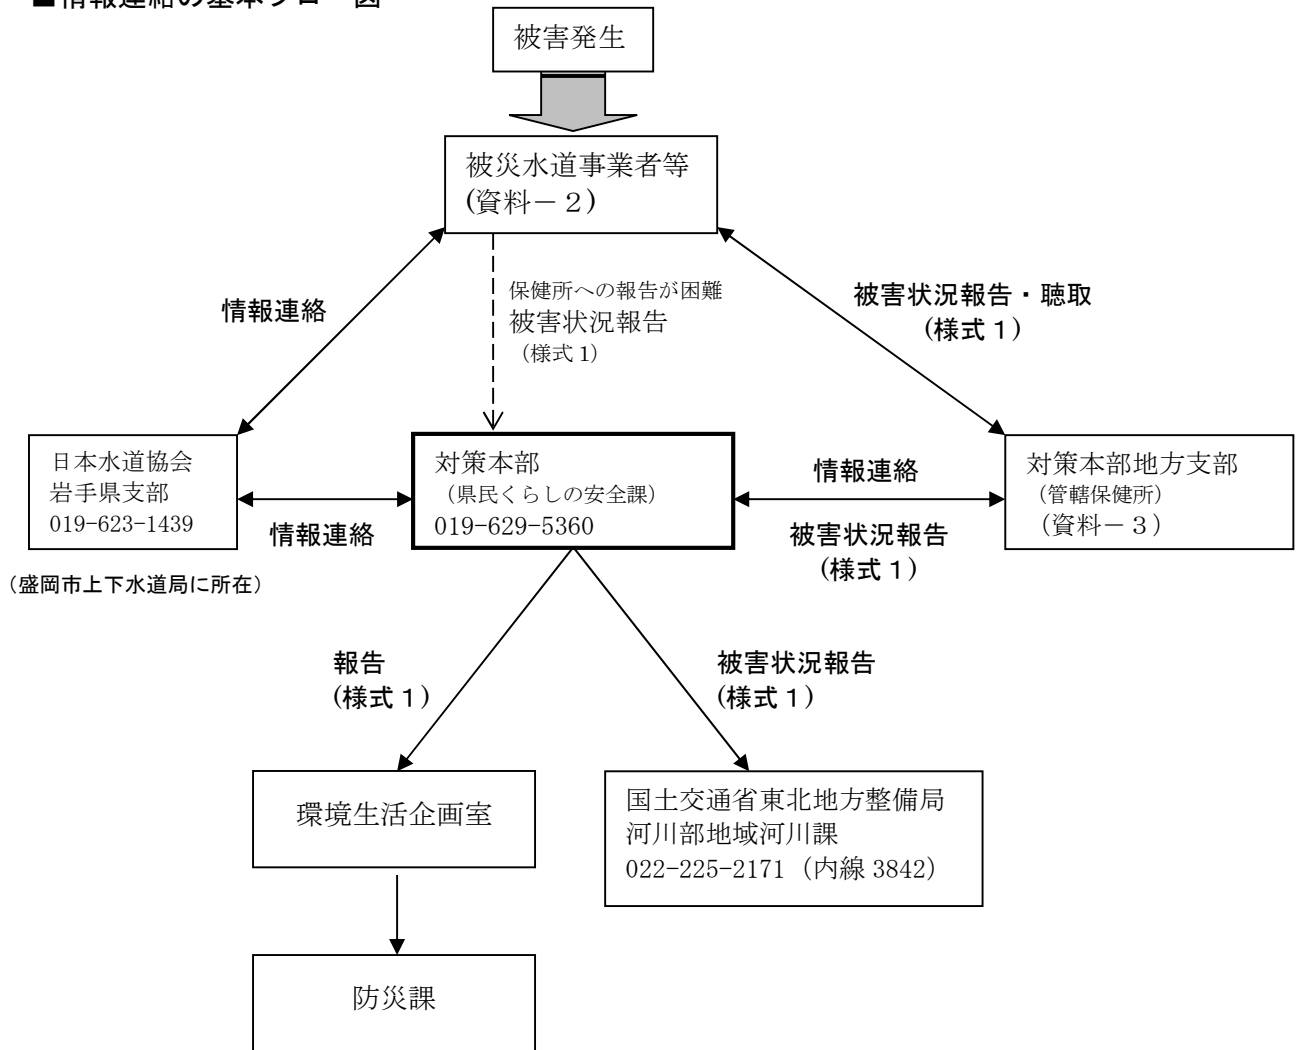 ■情報連絡の基本フロー図
被害発生
被災水道事業者等
(資料－２)
情報連絡
保健所への報告が困難
被害状況報告
（様式 1）
被害状況報告・聴取
(様式１)
日本水道協会
岩手県支部
019-623-1439
（盛岡市上下水道局に所在）
情報連絡
対策本部
（県民くらしの安全課）
019-629-5360
情報連絡
被害状況報告
(様式１)
対策本部地方支部
（管轄保健所）
（資料－３）
報告
(様式１)
被害状況報告
(様式１)
環境生活企画室
国土交通省東北地方整備局
河川部地域河川課
022-225-2171（内線 3842）
防災課